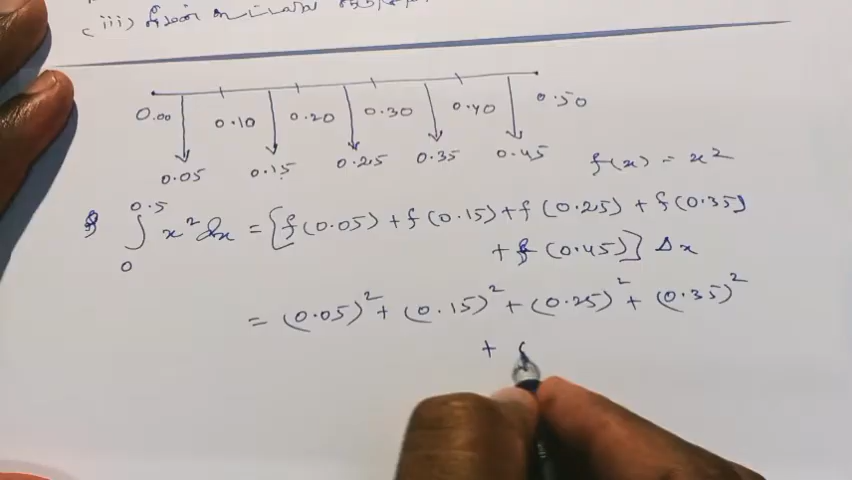 (iii)
0.00 0.10 0.20 0.30 0.40 0.50
0.05 0.15 0.25 0.35 0.45 f(x) = x²
∫₀^0.5 x² dx = [f(0.05) + f(0.15) + f(0.25) + f(0.35)
+ f(0.45)] Δx
= (0.05)² + (0.15)² + (0.25)² + (0.35)²
+ (